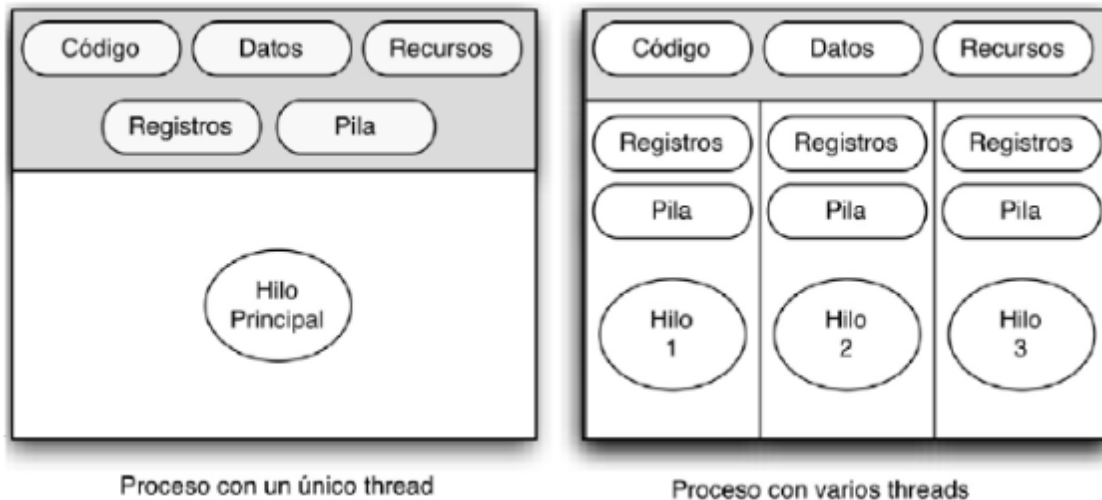 Código Datos Recursos
Registros Pila
Hilo
Principal
Proceso con un único thread
Código Datos Recursos
Registros Registros Registros
Pila Pila Pila
Hilo Hilo Hilo
1 2 3
Proceso con varios threads